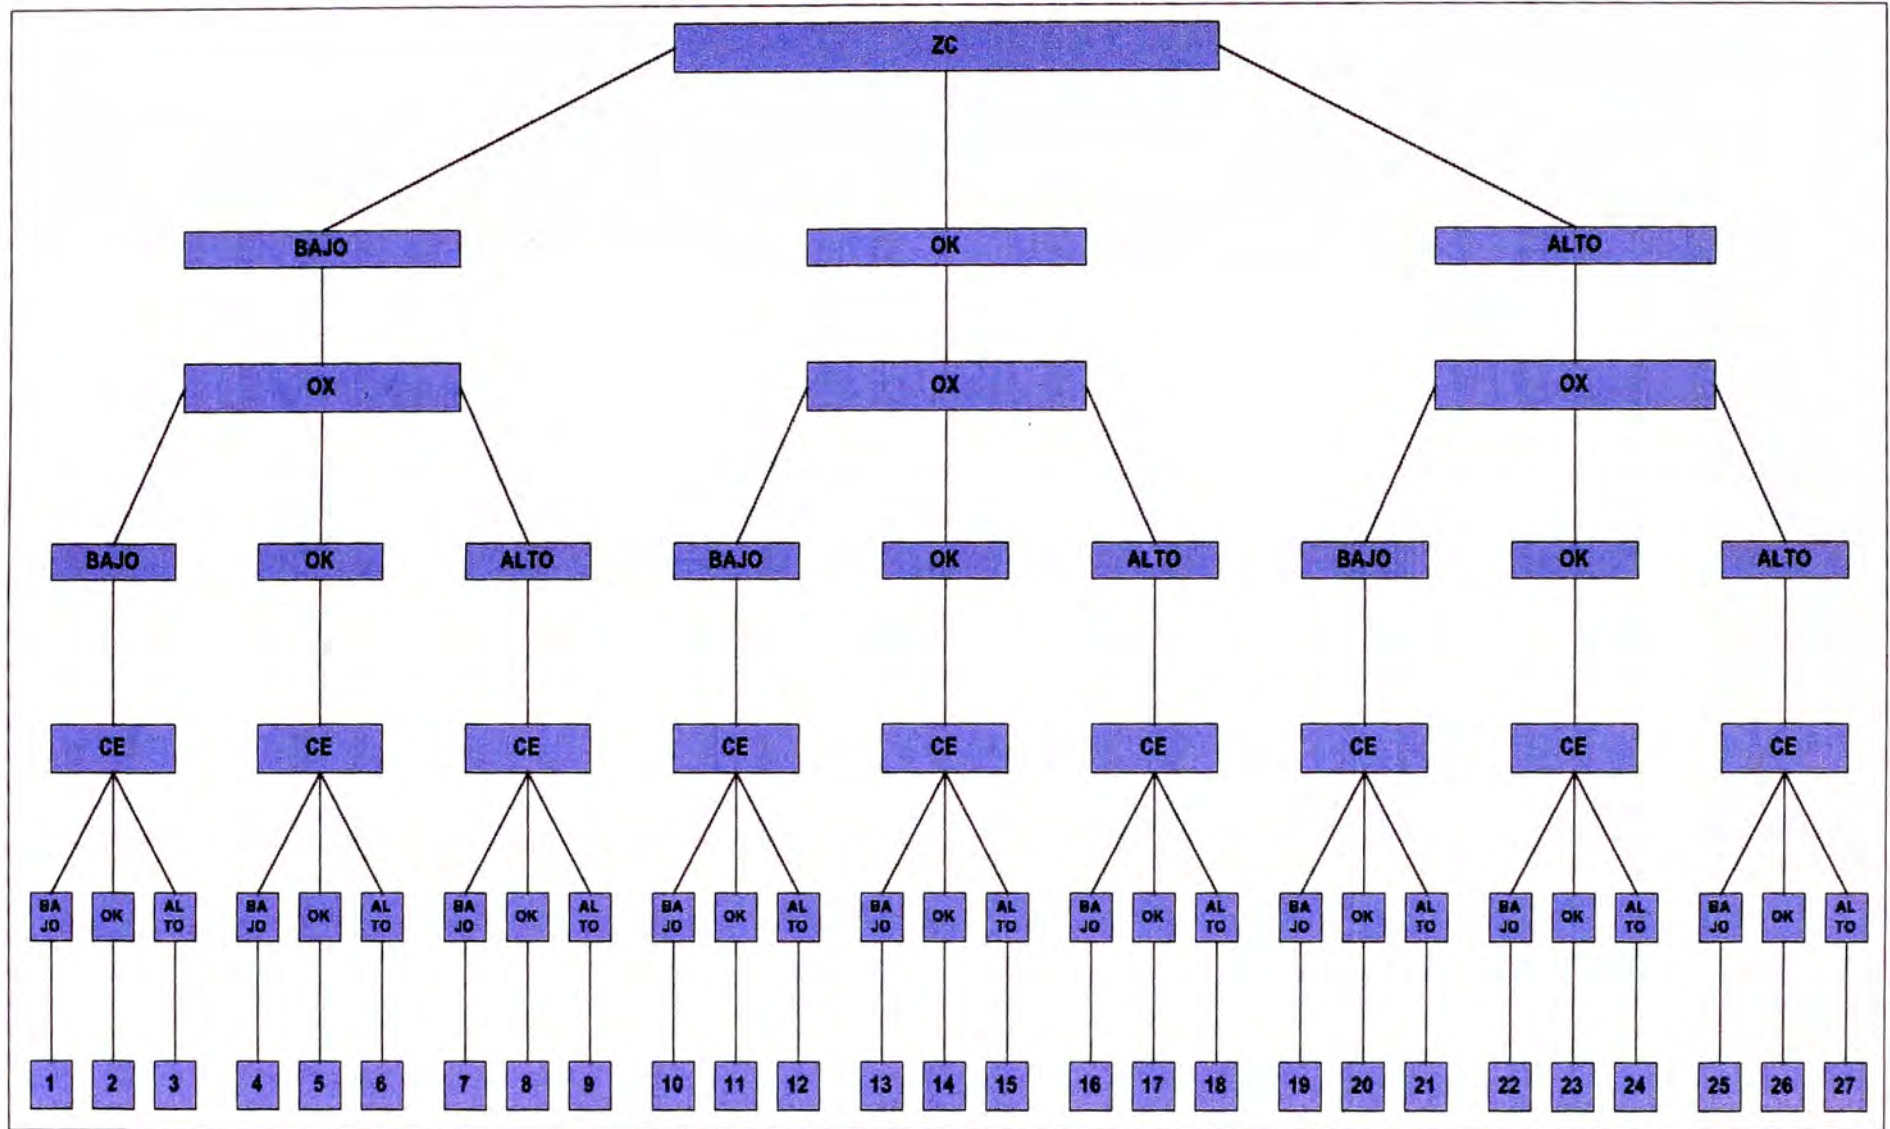 ZC
BAJO OK ALTO
OX OX OX
BAJO OK ALTO BAJO OK ALTO BAJO OK ALTO
CE CE CE CE CE CE CE CE CE
BA OK AL BA OK AL BA OK AL BA OK AL BA OK AL BA OK AL BA OK AL BA OK AL BA OK AL
JO TO JO TO JO TO JO TO JO TO JO TO JO TO JO TO JO TO
1 2 3 4 5 6 7 8 9 10 11 12 13 14 15 16 17 18 19 20 21 22 23 24 25 26 27